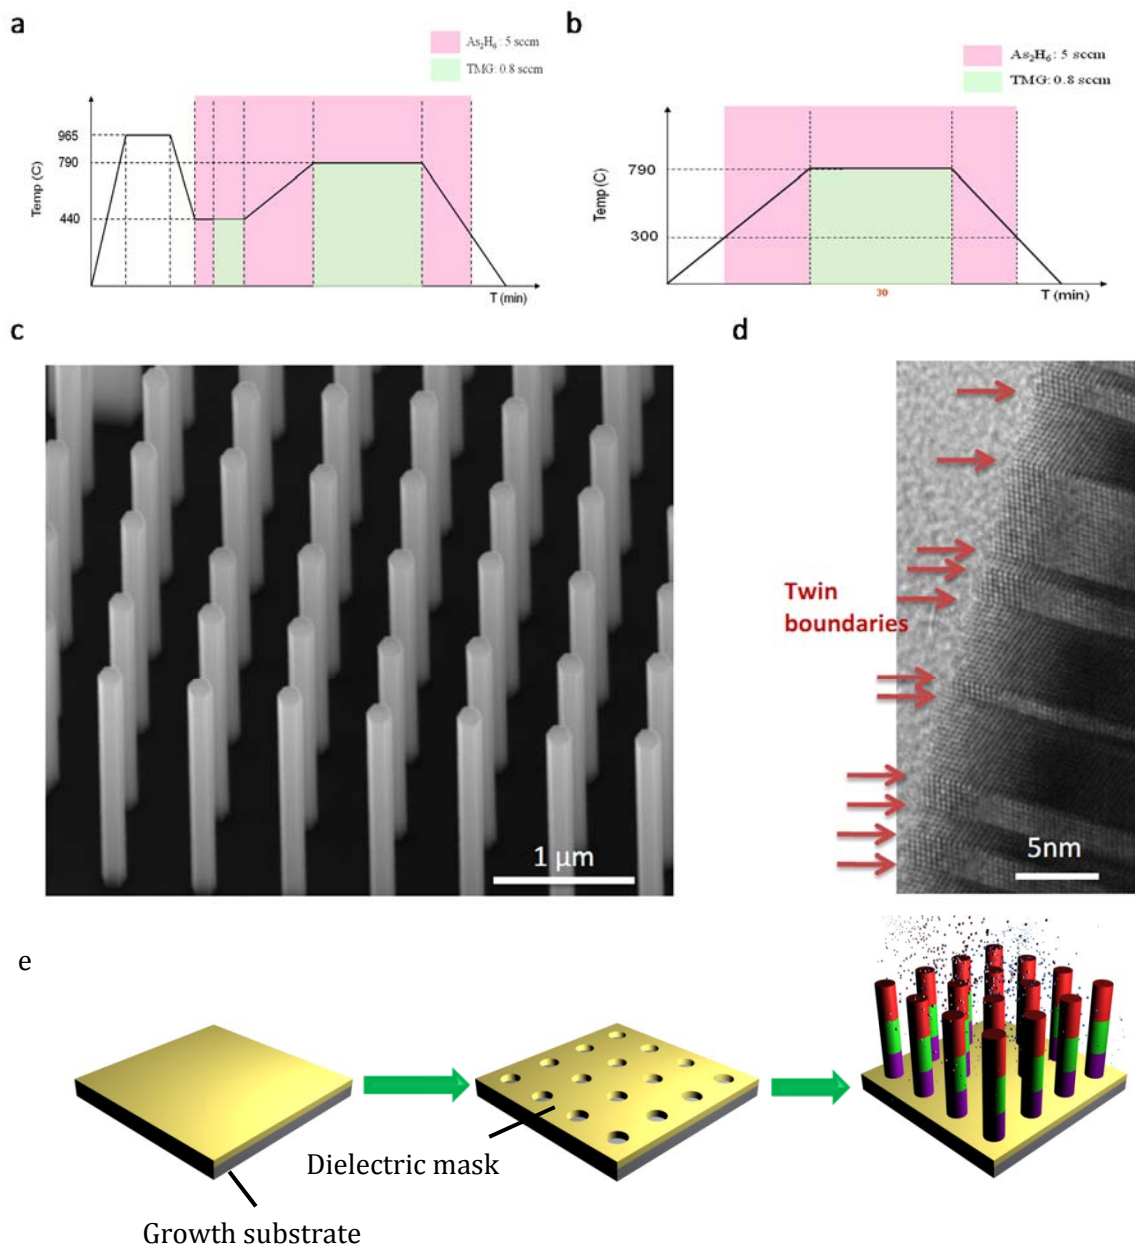 a
As₂H₆: 5 sccm
TMG: 0.8 sccm
Temp (C)
965
790
440
T (min)
b
As₂H₆: 5 sccm
TMG: 0.8 sccm
Temp (C)
790
300
30
T (min)
c
1 µm
d
Twin
boundaries
5nm
e
Dielectric mask
Growth substrate